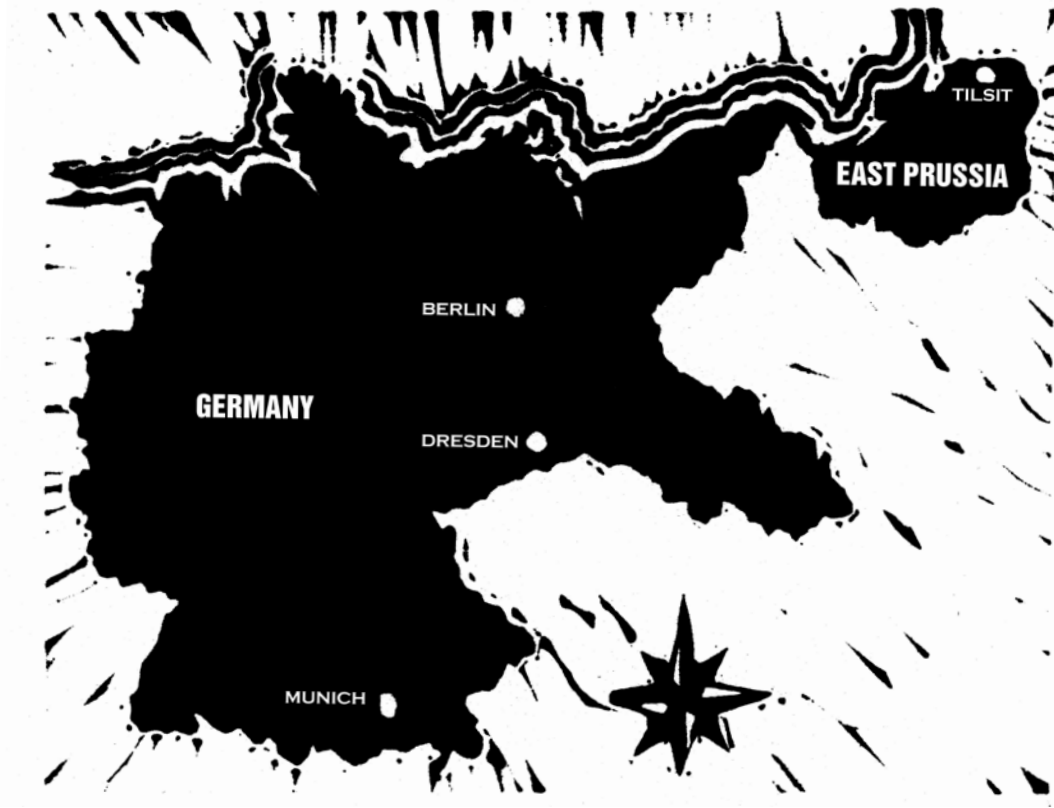 TILSIT
EAST PRUSSIA
BERLIN
GERMANY
DRESDEN
MUNICH